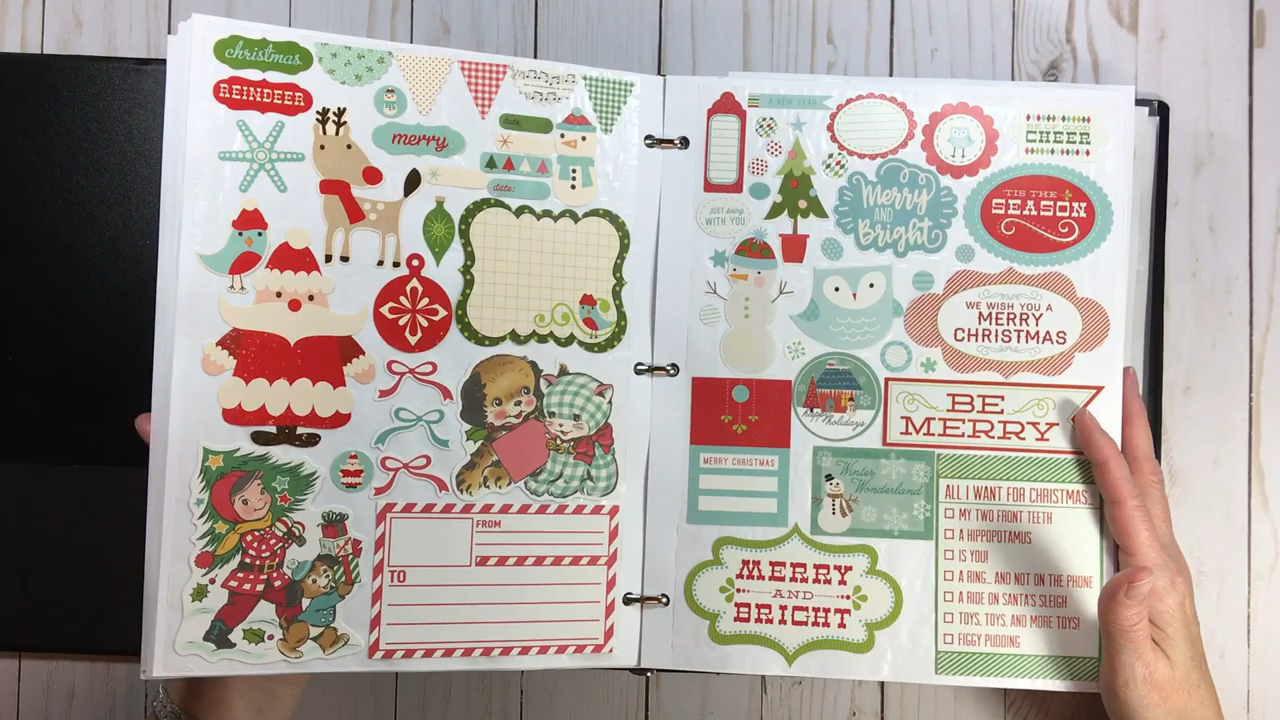 christmas
REINDEER
merry
date:
date:
FROM
TO
A NEW YEAR
BE OF GOOD
CHEER
JUST being
WITH YOU
Merry
AND
Bright
'TIS THE
SEASON
WE WISH YOU A
MERRY
CHRISTMAS
happy
holidays
BE
MERRY
MERRY CHRISTMAS
Winter
Wonderland
MERRY
AND
BRIGHT
ALL I WANT FOR CHRISTMAS...
MY TWO FRONT TEETH
A HIPPOPOTAMUS
IS YOU!
A RING... AND NOT ON THE PHONE
A RIDE ON SANTA'S SLEIGH
TOYS, TOYS, AND MORE TOYS!
FIGGY PUDDING